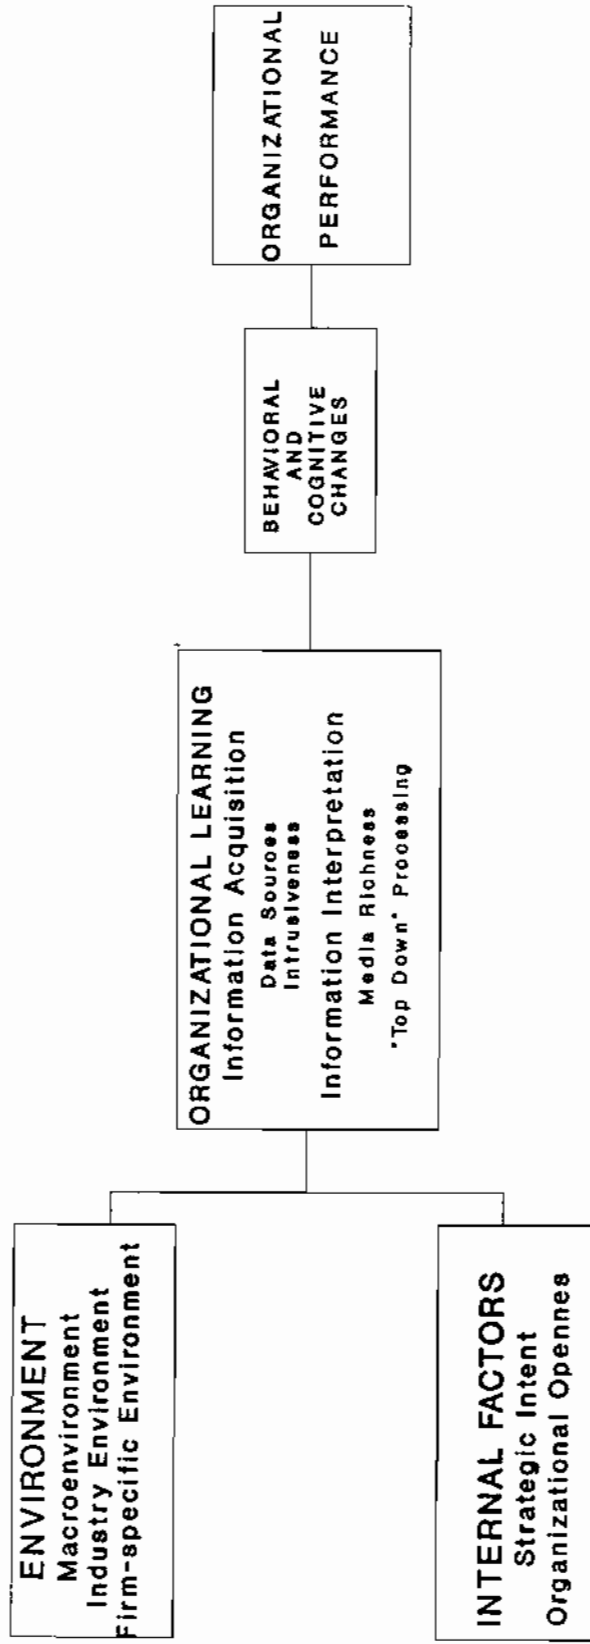 ENVIRONMENT
Macroenvironment
Industry Environment
Firm-specific Environment
INTERNAL FACTORS
Strategic Intent
Organizational Opennes
ORGANIZATIONAL LEARNING
Information Acquisition
Data Sources
Intrusiveness
Information Interpretation
Media Richness
"Top Down" Processing
BEHAVIORAL
AND
COGNITIVE
CHANGES
ORGANIZATIONAL
PERFORMANCE